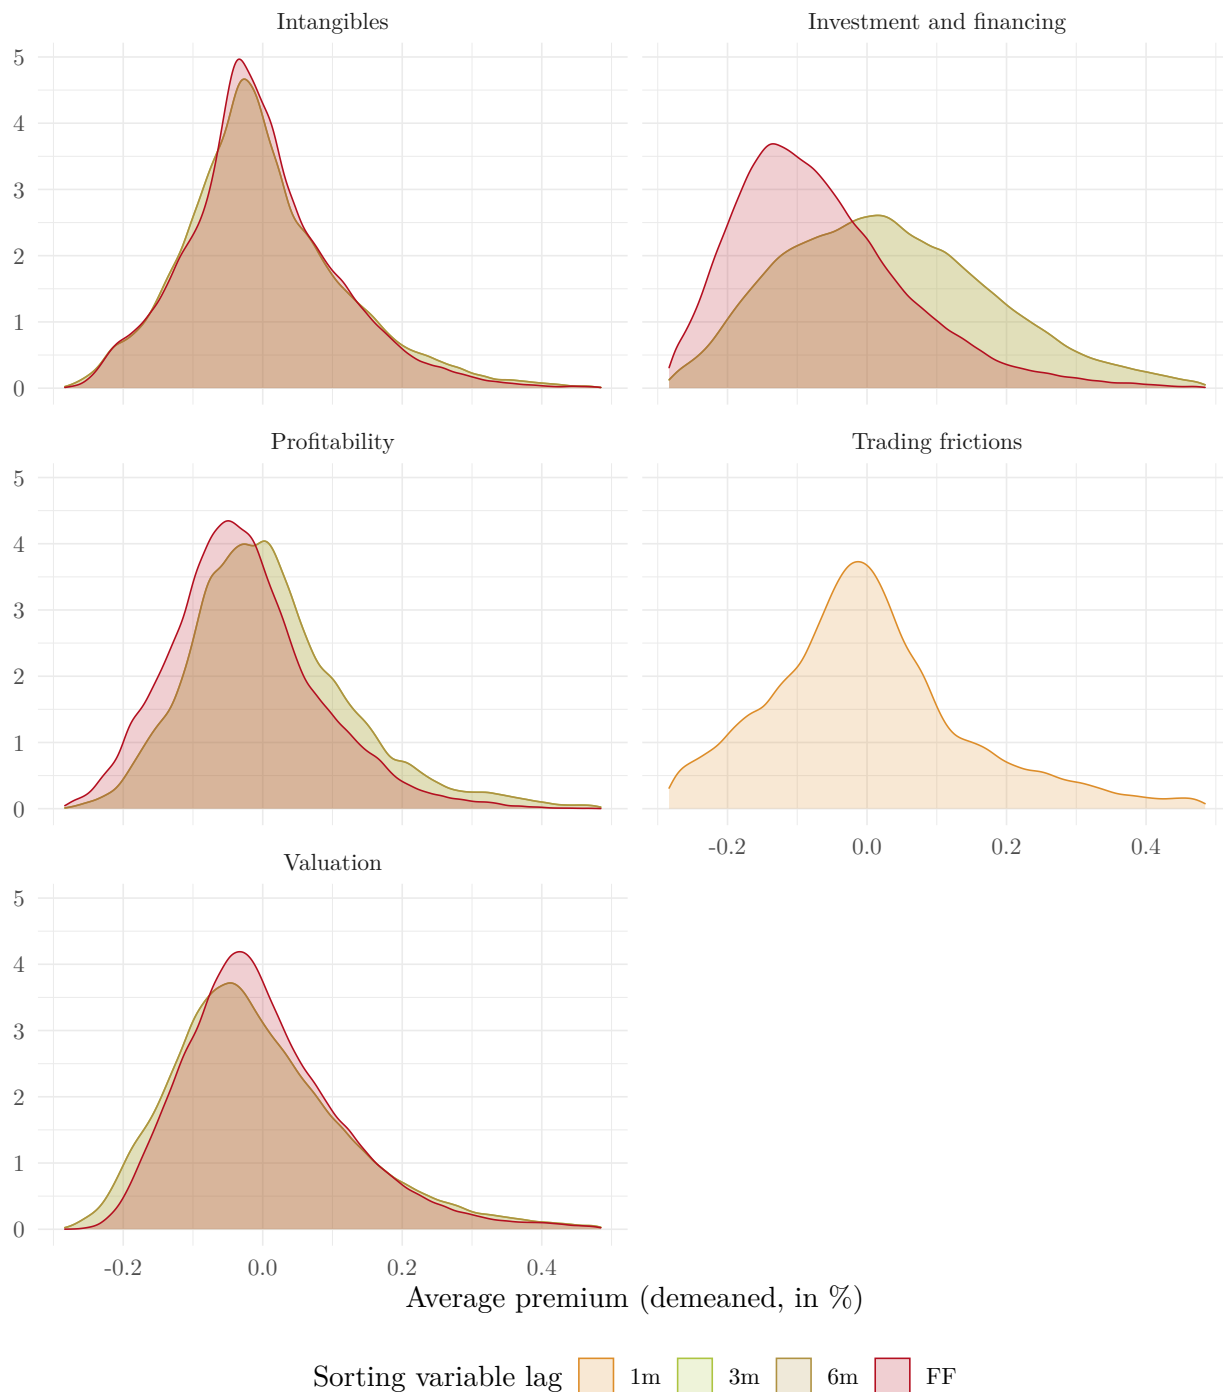 Intangibles
Investment and financing
5
4
3
2
1
0
Profitability
Trading frictions
5
4
3
2
1
0
-0.2 0.0 0.2 0.4
Valuation
5
4
3
2
1
0
-0.2 0.0 0.2 0.4
Average premium (demeaned, in %)
Sorting variable lag 1m 3m 6m FF